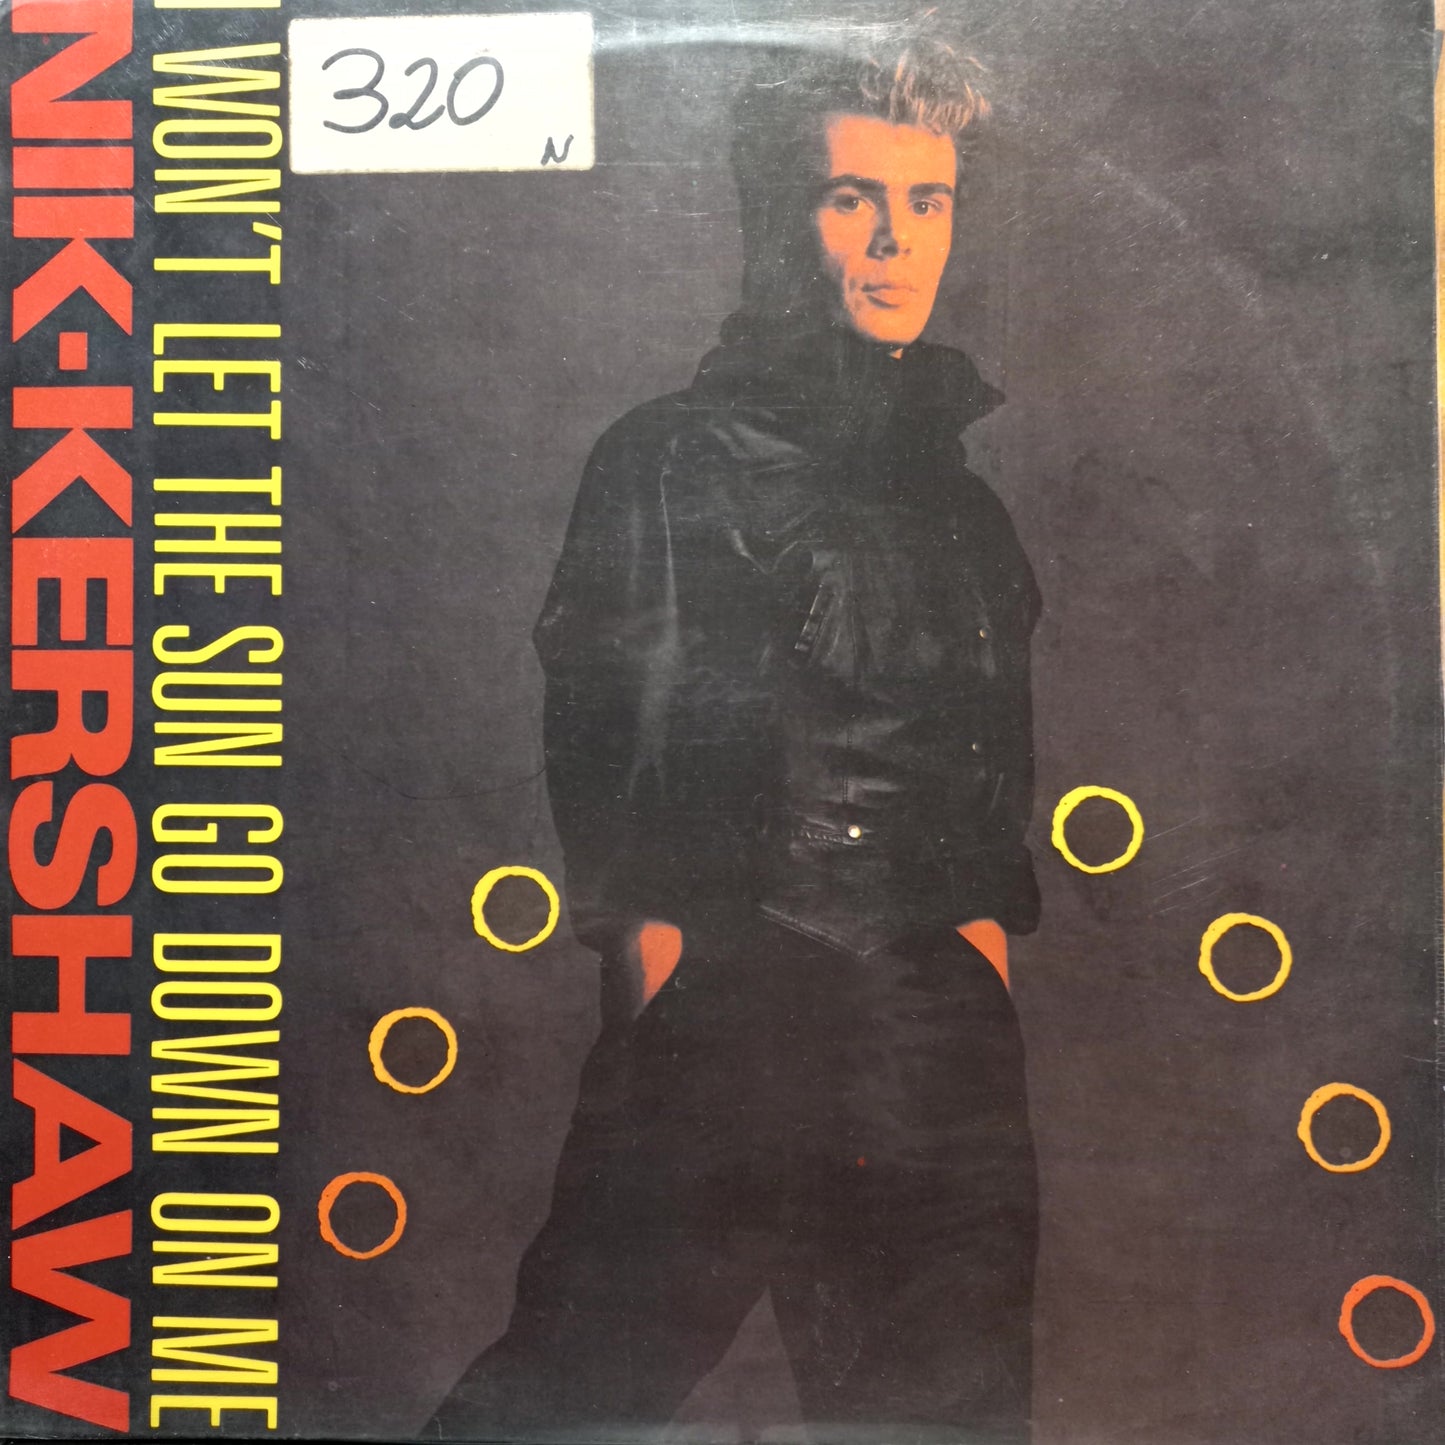 NIK-KERSHAW
I WON'T LET THE SUN GO DOWN ON ME
320
N